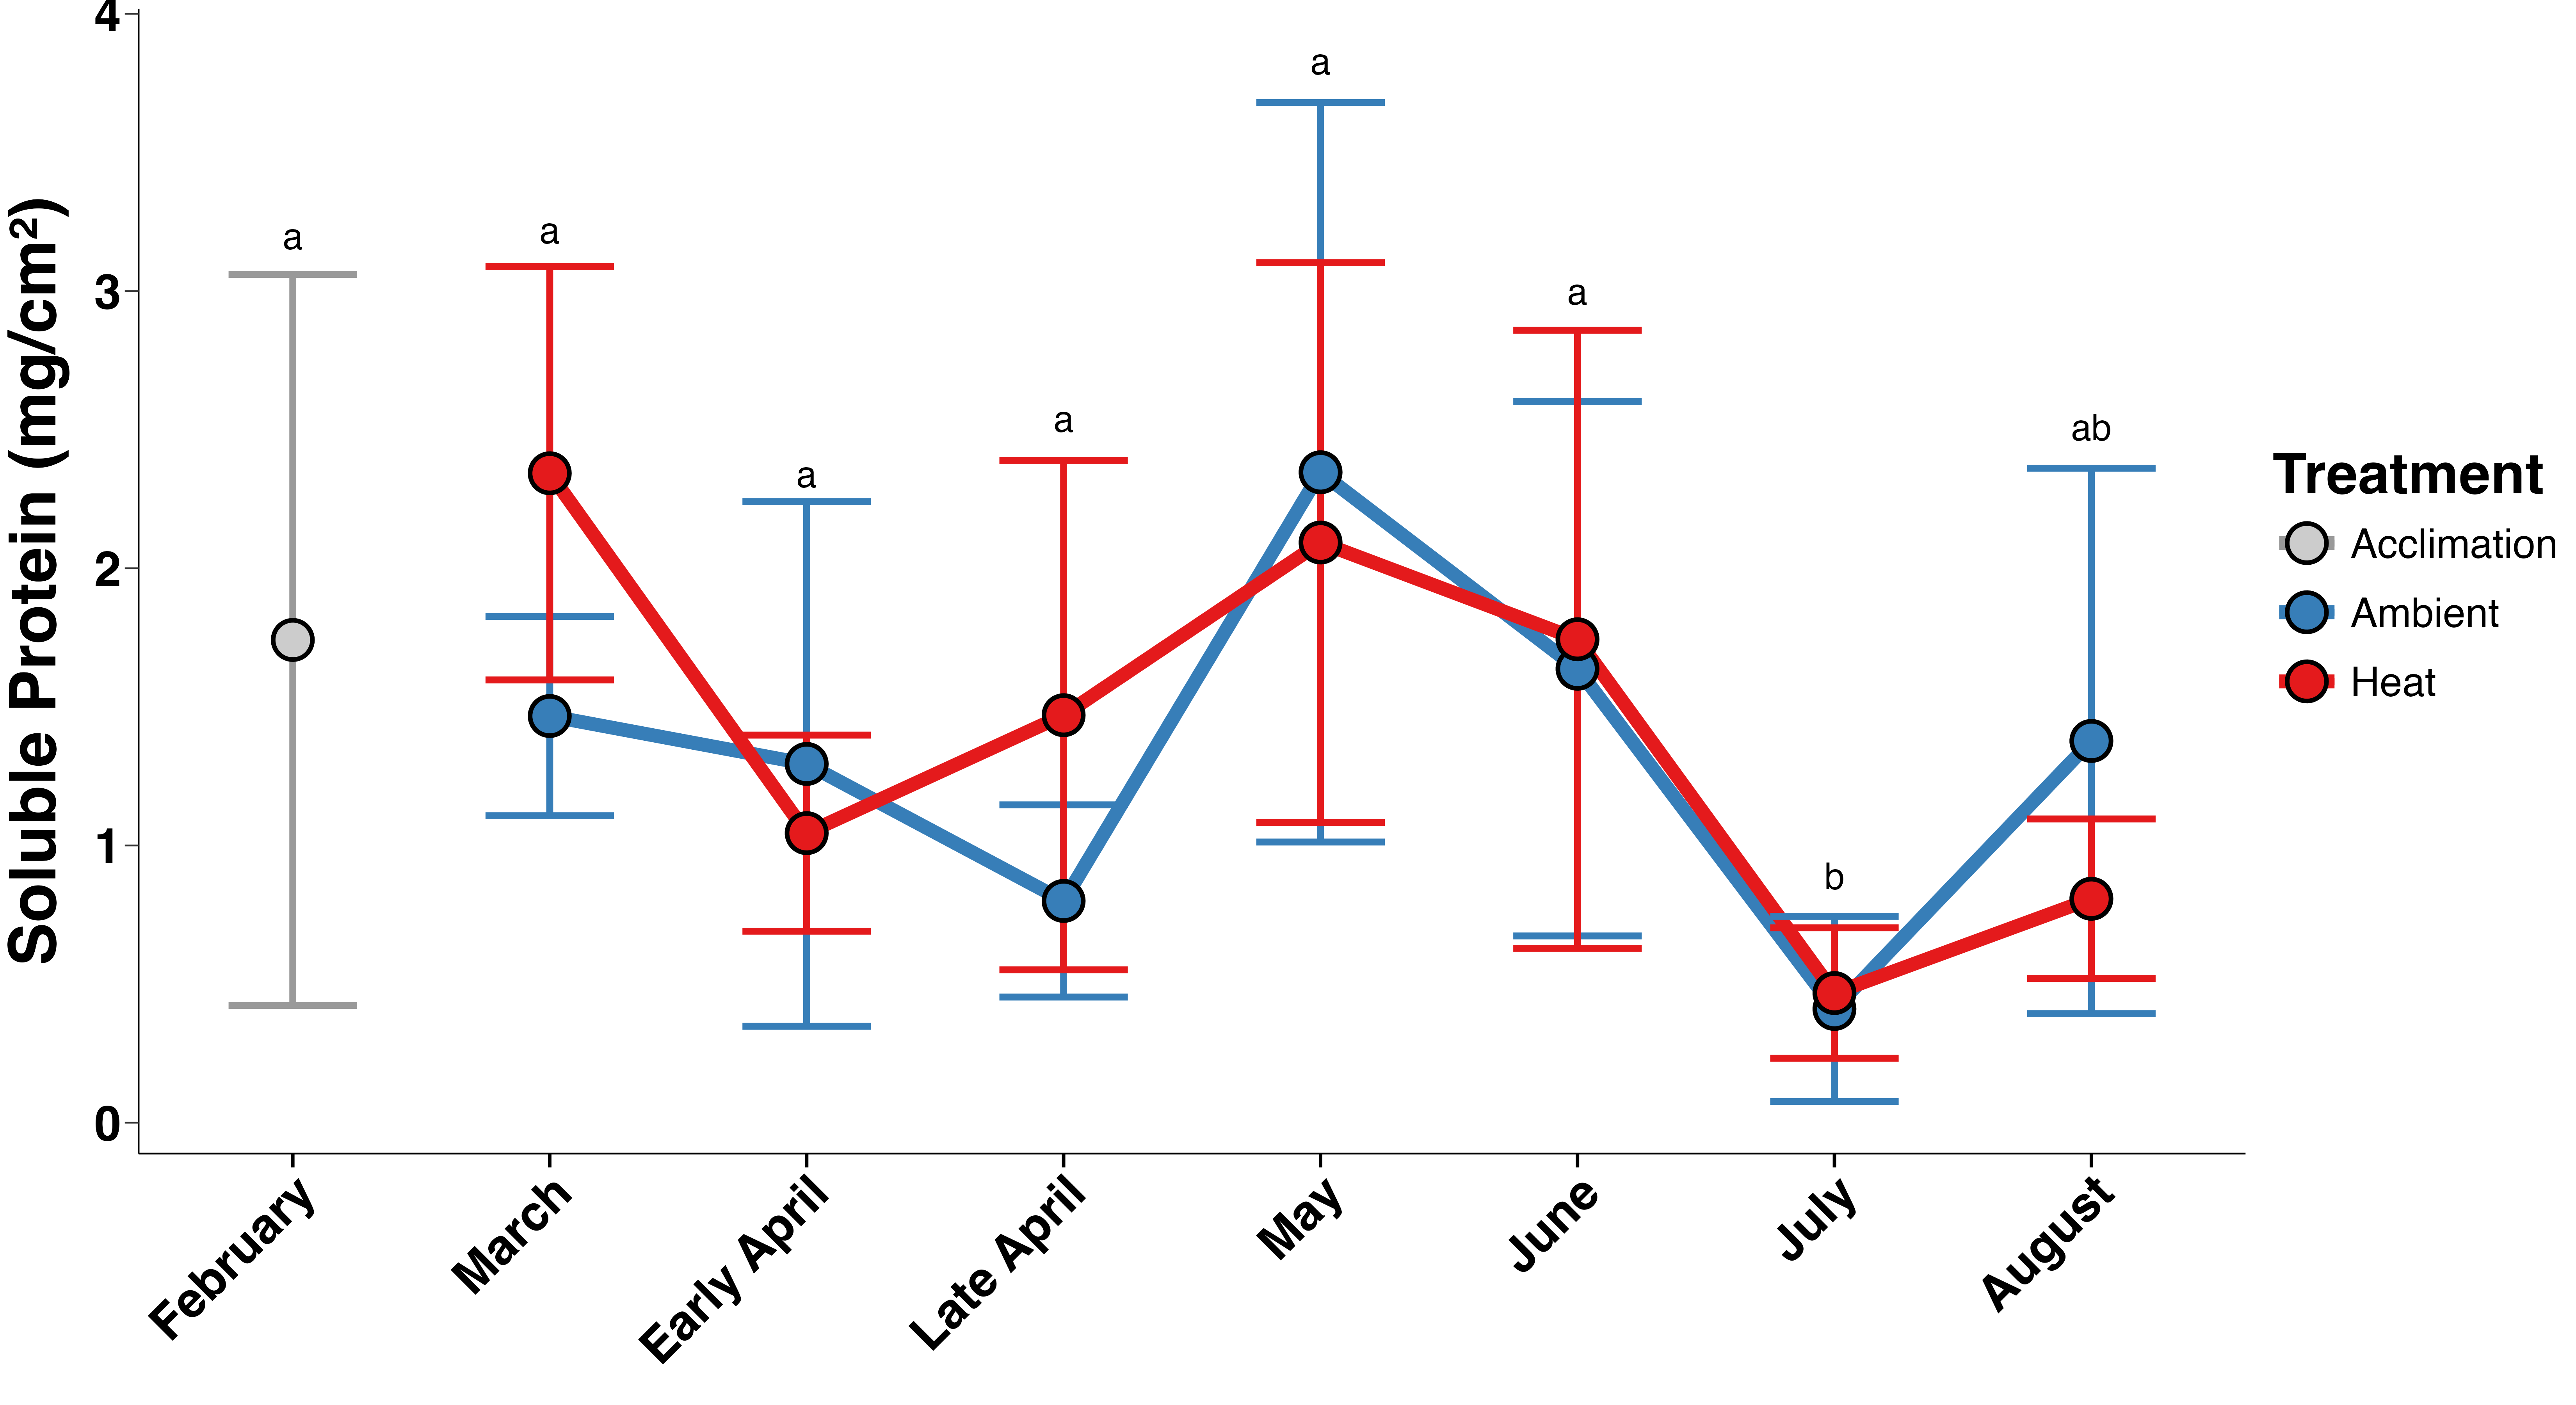 Soluble Protein (mg/cm²)
4
3
2
1
0
a
a
a
a
a
a
b
ab
February
March
Early April
Late April
May
June
July
August
Treatment
Acclimation
Ambient
Heat